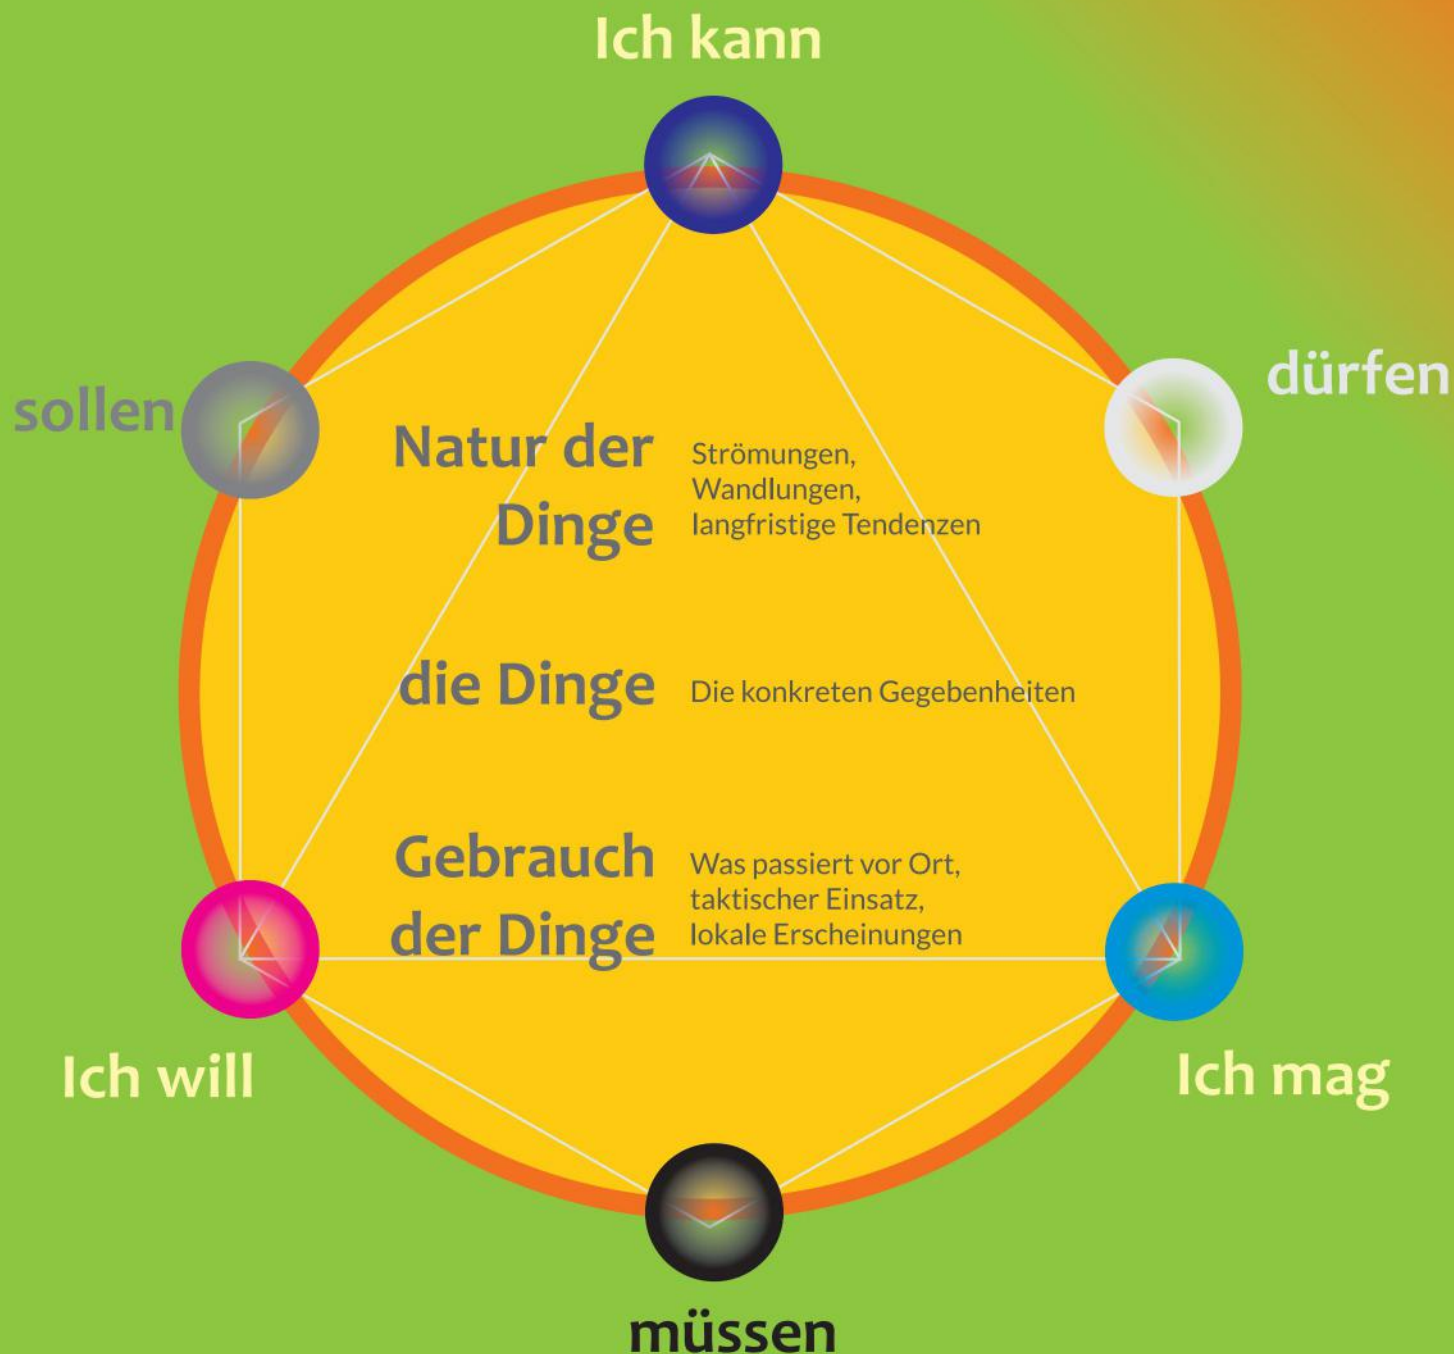 Ich kann
sollen
dürfen
Natur der
Dinge
Strömungen,
Wandlungen,
langfristige Tendenzen
die Dinge
Die konkreten Gegebenheiten
Gebrauch
der Dinge
Was passiert vor Ort,
taktischer Einsatz,
lokale Erscheinungen
Ich will
Ich mag
müssen